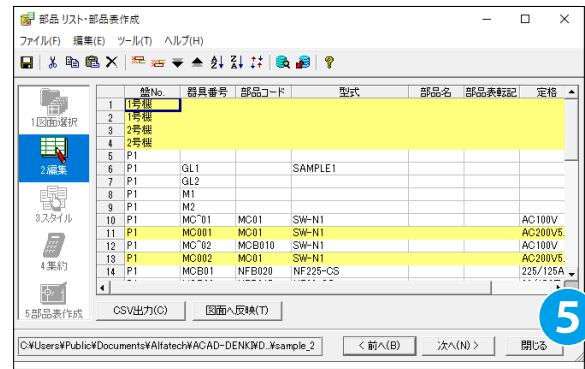 部品 リスト・部品表作成
ファイル(F) 編集(E) ツール(T) ヘルプ(H)
盤No. 器具番号 部品コード 型式 部品名 部品表転記 定格
1 1号機
2 1号機
3 2号機
4 2号機
5 P1
6 P1 GL1 SAMPLE1
7 P1 GL2
8 P1 M1
9 P1 M2
10 P1 MC^01 MC01 SW-N1 AC100V
11 P1 MC001 MC01 SW-N1 AC200V5.
12 P1 MC^02 MCB010 SW-N1 AC100V
13 P1 MC002 MC01 SW-N1 AC200V5.
14 P1 MCB01 NFB020 NF225-CS 225/125A
1.図面選択
2.編集
3.スタイル
4.集約
5.部品表作成
CSV出力(C) 図面へ反映(T)
5
C:¥Users¥Public¥Documents¥Alfatech¥ACAD-DENKI¥D..¥sample_2 < 前へ(B) 次へ(N) > 閉じる